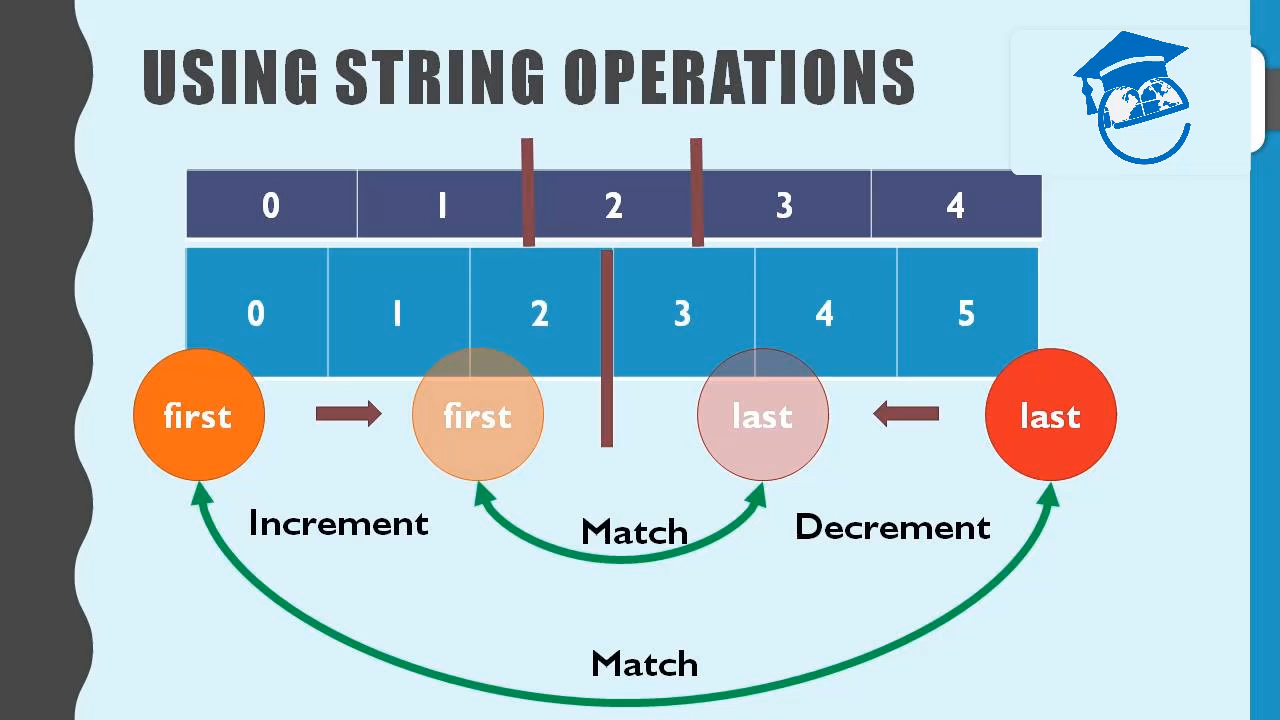 USING STRING OPERATIONS
0 1 2 3 4
0 1 2 3 4 5
first first last last
Increment Match Decrement
Match